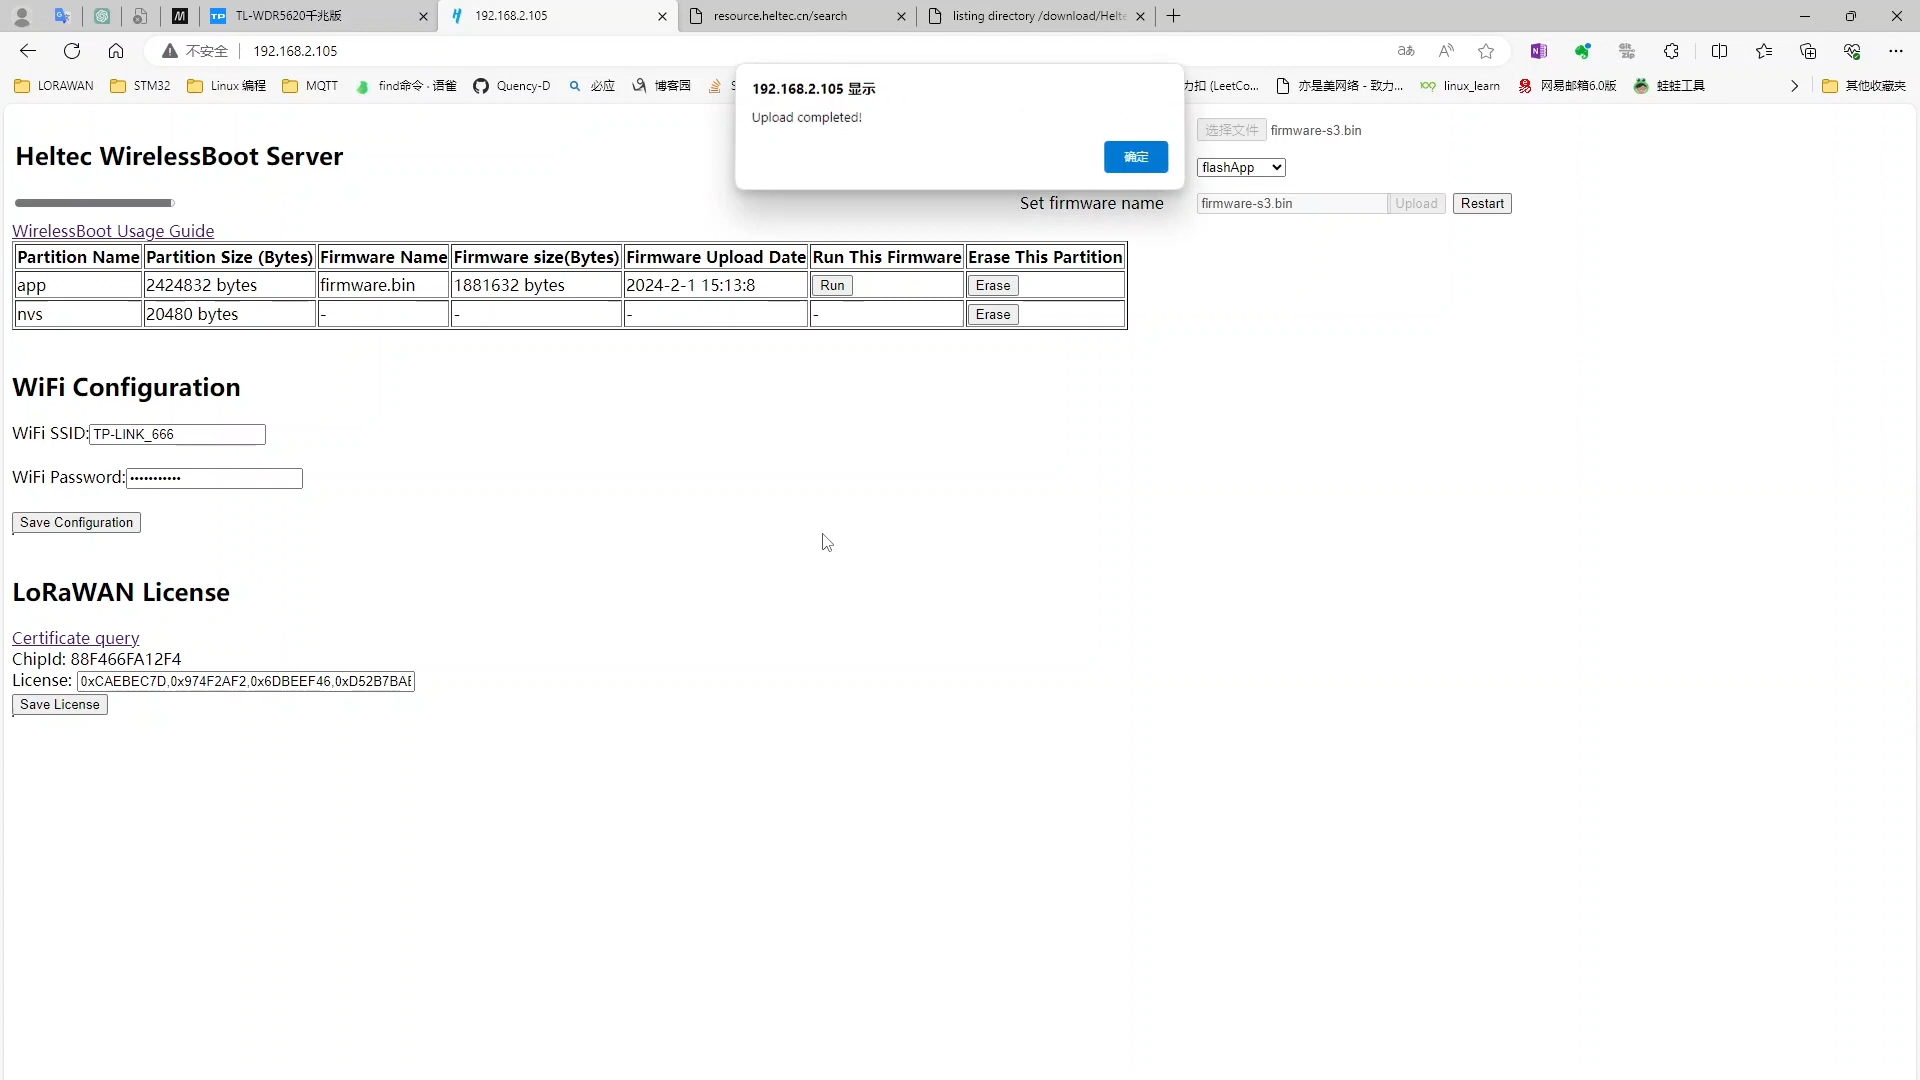 TL-WDR5620千兆版
192.168.2.105
resource.heltec.cn/search
listing directory /download/Helte
不安全
192.168.2.105
LORAWAN
STM32
Linux 编程
MQTT
find命令 · 语雀
Quency-D
必应
博客园
S
力扣 (LeetCo...
亦是美网络 - 致力...
linux_learn
网易邮箱6.0版
蛙蛙工具
其他收藏夹
192.168.2.105 显示
Upload completed!
确定
选择文件 firmware-s3.bin
flashApp
Heltec WirelessBoot Server
Set firmware name firmware-s3.bin Upload Restart
WirelessBoot Usage Guide
Partition Name Partition Size (Bytes) Firmware Name Firmware size(Bytes) Firmware Upload Date Run This Firmware Erase This Partition
app 2424832 bytes firmware.bin 1881632 bytes 2024-2-1 15:13:8 Run Erase
nvs 20480 bytes - - - - Erase
WiFi Configuration
WiFi SSID: TP-LINK_666
WiFi Password: •••••••••••
Save Configuration
LoRaWAN License
Certificate query
ChipId: 88F466FA12F4
License: 0xCAEBEC7D,0x974F2AF2,0x6DBEEF46,0xD52B7BAE
Save License